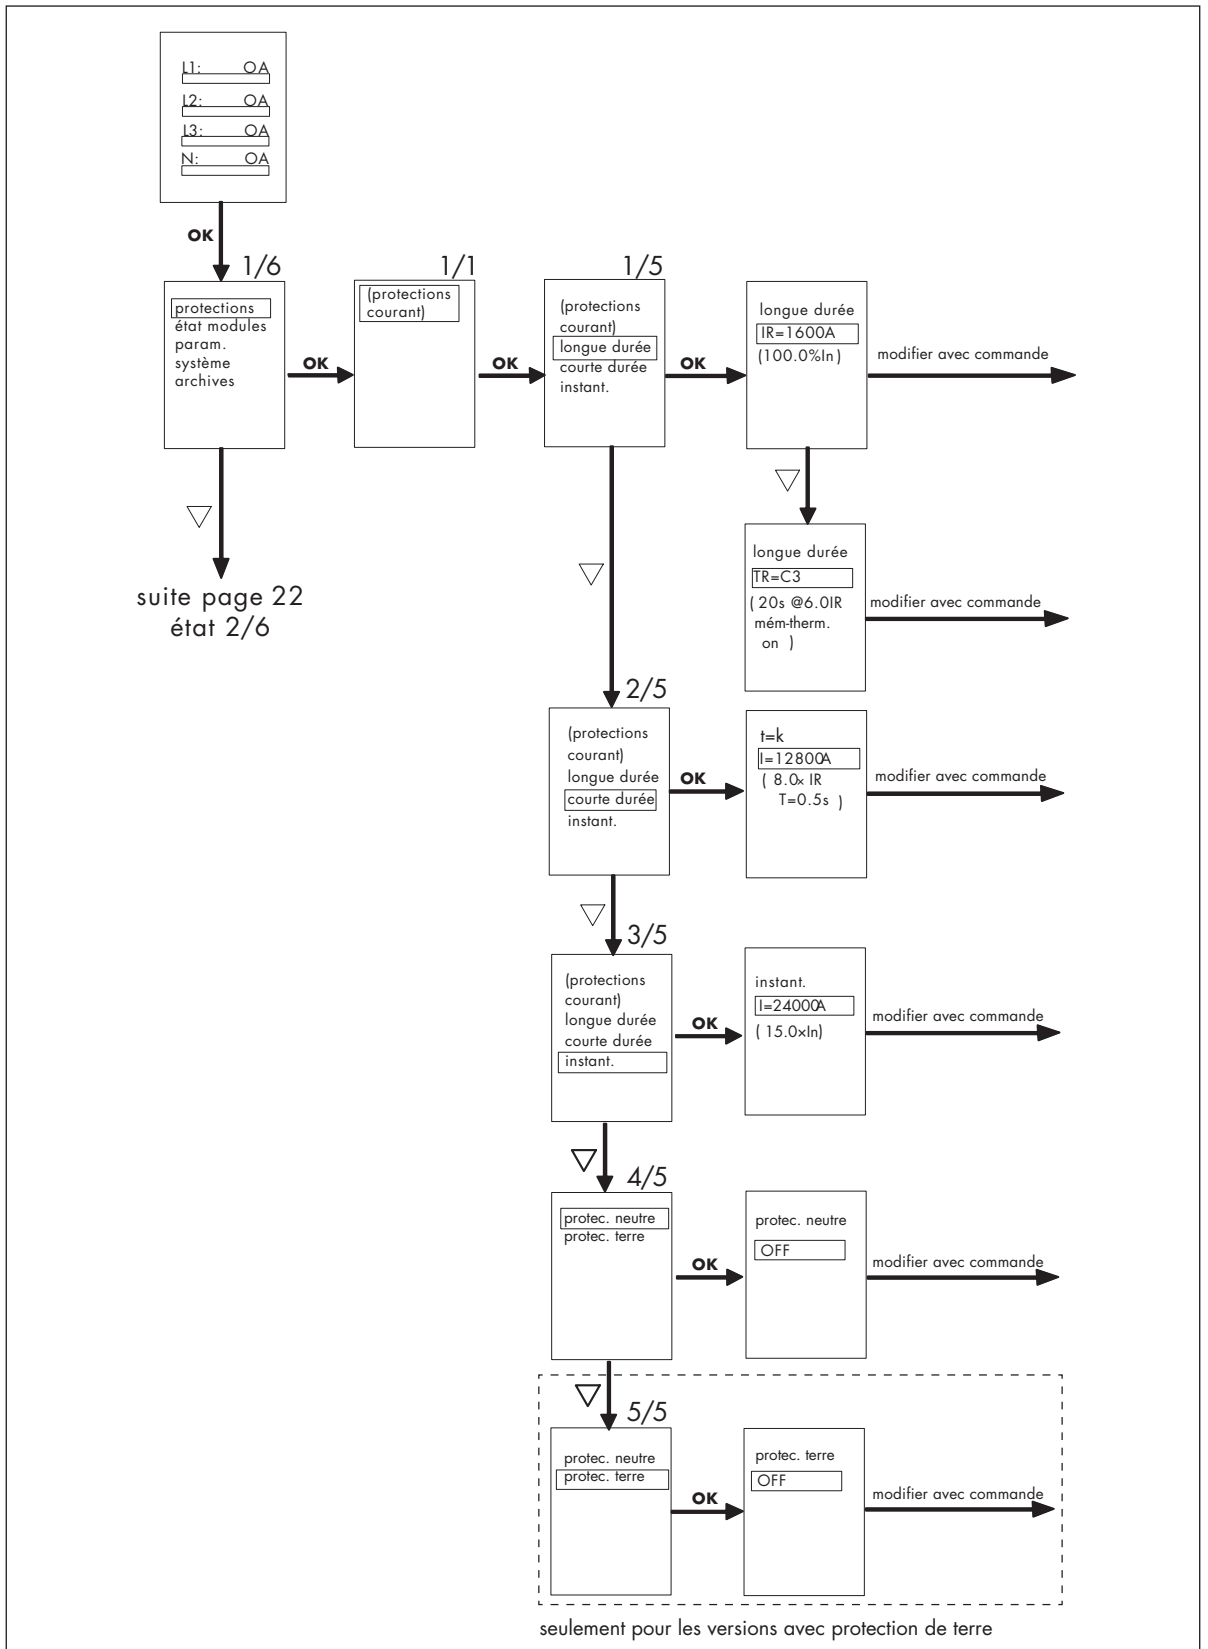 L1: OA
L2: OA
L3: OA
N: OA
OK
1/6
protections
état modules
param.
système
archives
OK
1/1
(protections
courant)
OK
1/5
(protections
courant)
longue durée
courte durée
instant.
OK
longue durée
IR=1600A
(100.0%In)
modifier avec commande
suite page 22
état 2/6
longue durée
TR=C3
( 20s @6.0IR
mém-therm.
on )
modifier avec commande
2/5
(protections
courant)
longue durée
courte durée
instant.
OK
t=k
I=12800A
( 8.0x IR
T=0.5s )
modifier avec commande
3/5
(protections
courant)
longue durée
courte durée
instant.
OK
instant.
I=24000A
( 15.0×In)
modifier avec commande
4/5
protec. neutre
protec. terre
OK
protec. neutre
OFF
modifier avec commande
5/5
protec. neutre
protec. terre
OK
protec. terre
OFF
modifier avec commande
seulement pour les versions avec protection de terre